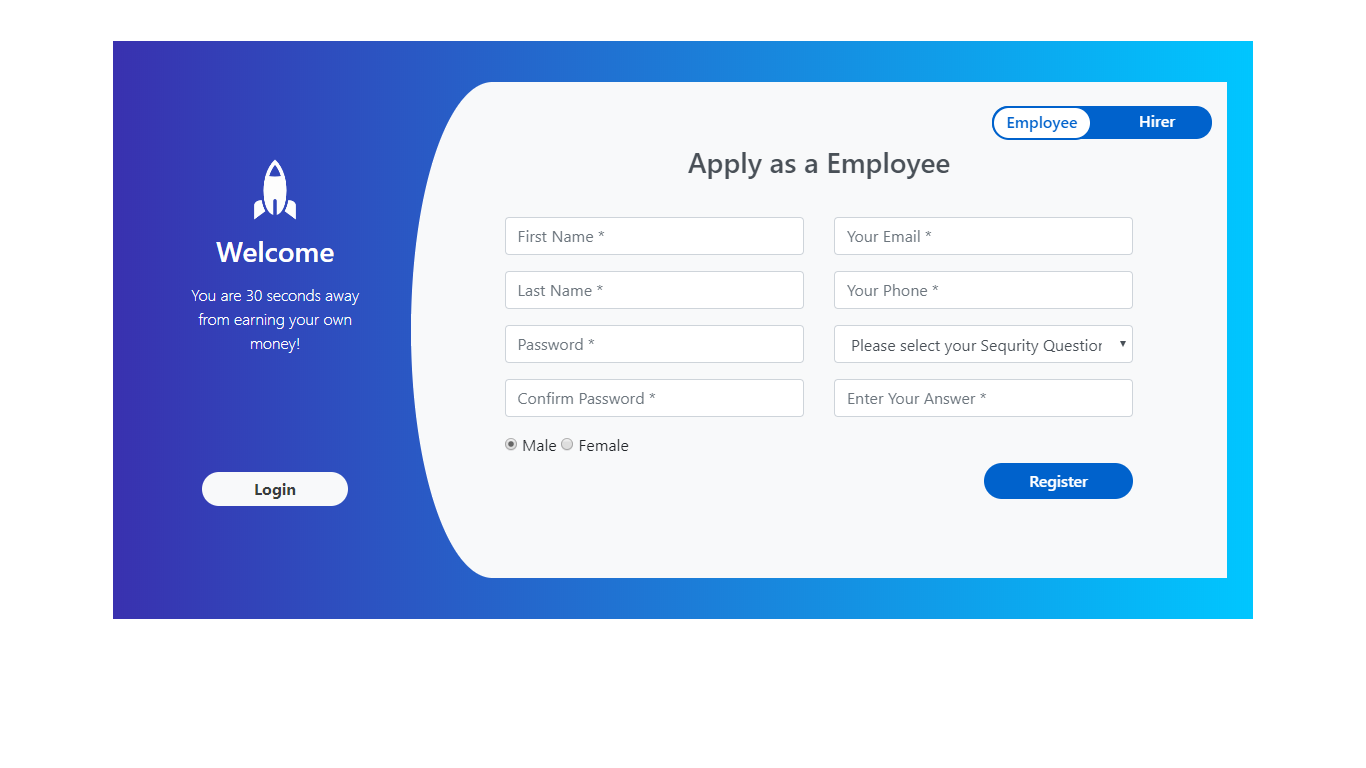 Employee
Hirer
Apply as a Employee
Welcome
You are 30 seconds away
from earning your own
money!
Login
First Name *
Your Email *
Last Name *
Your Phone *
Password *
Please select your Sequrity Question
Confirm Password *
Enter Your Answer *
Male
Female
Register